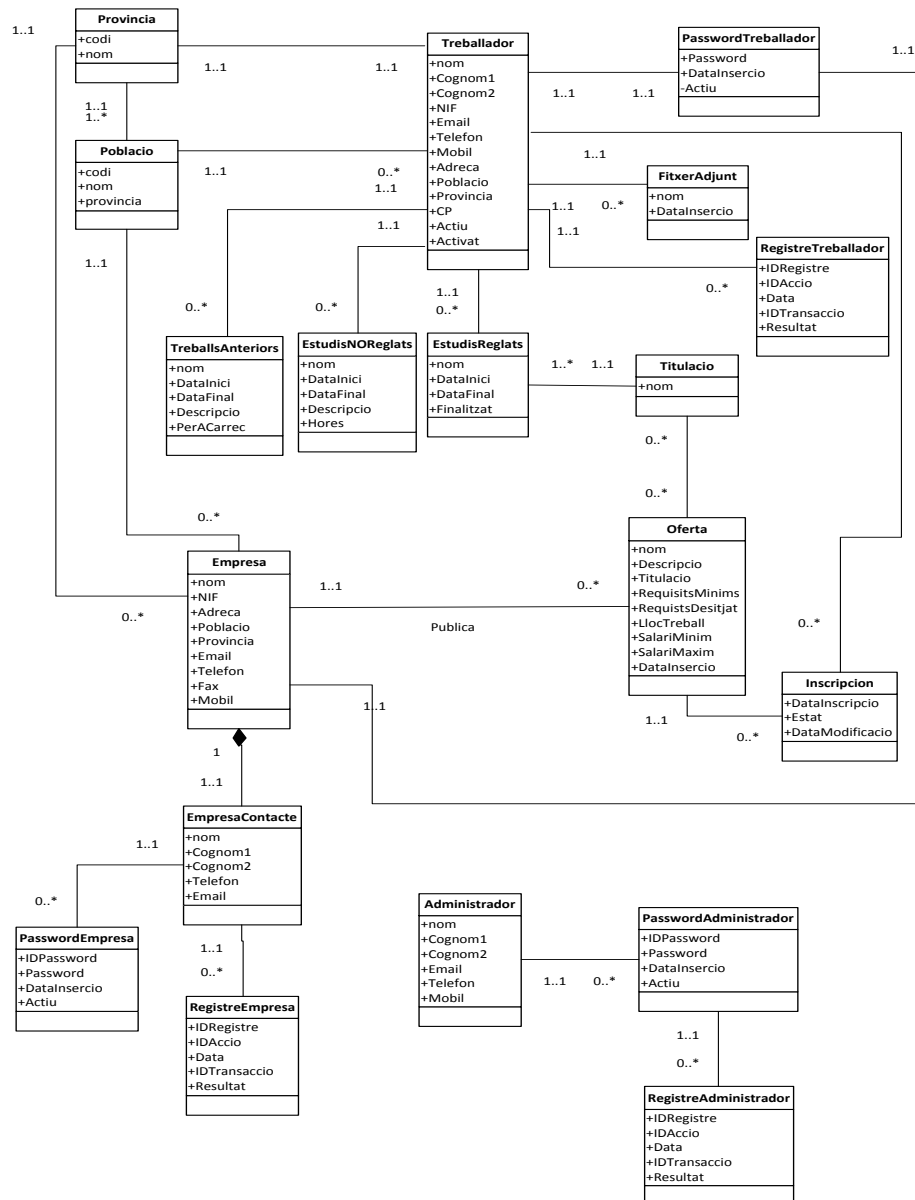 Provincia
+codi
+nom
1..1
1..1
1..1
1..1
1..*
Poblacio
+codi
+nom
+provincia
1..1
0..*
1..1
1..1
1..1
Treballador
+nom
+Cognom1
+Cognom2
+NIF
+Email
+Telefon
+Mobil
+Adreca
+Poblacio
+Provincia
+CP
+Actiu
+Activat
PasswordTreballador
+Password
+DataInsercio
-Actiu
1..1
1..1
1..1
1..1
FitxerAdjunt
+nom
+DataInsercio
1..1
0..*
1..1
RegistreTreballador
+IDRegistre
+IDAccio
+Data
+IDTransaccio
+Resultat
0..*
0..*
0..*
1..1
0..*
TreballsAnteriors
+nom
+DataInici
+DataFinal
+Descripcio
+PerACarrec
EstudisNOReglats
+nom
+DataInici
+DataFinal
+Descripcio
+Hores
EstudisReglats
+nom
+DataInici
+DataFinal
+Finalitzat
1..*
1..1
Titulacio
+nom
0..*
0..*
0..*
Empresa
+nom
+NIF
+Adreca
+Poblacio
+Provincia
+Email
+Telefon
+Fax
+Mobil
0..*
1..1
0..*
Publica
Oferta
+nom
+Descripcio
+Titulacio
+RequisitsMinims
+RequistsDesitjat
+LlocTreball
+SalariMinim
+SalariMaxim
+DataInsercio
0..*
Inscripcion
+DataInscripcio
+Estat
+DataModificacio
1..1
1..1
0..*
1
1..1
EmpresaContacte
+nom
+Cognom1
+Cognom2
+Telefon
+Email
1..1
0..*
PasswordEmpresa
+IDPassword
+Password
+DataInsercio
+Actiu
1..1
0..*
RegistreEmpresa
+IDRegistre
+IDAccio
+Data
+IDTransaccio
+Resultat
Administrador
+nom
+Cognom1
+Cognom2
+Email
+Telefon
+Mobil
1..1
0..*
PasswordAdministrador
+IDPassword
+Password
+DataInsercio
+Actiu
1..1
0..*
RegistreAdministrador
+IDRegistre
+IDAccio
+Data
+IDTransaccio
+Resultat